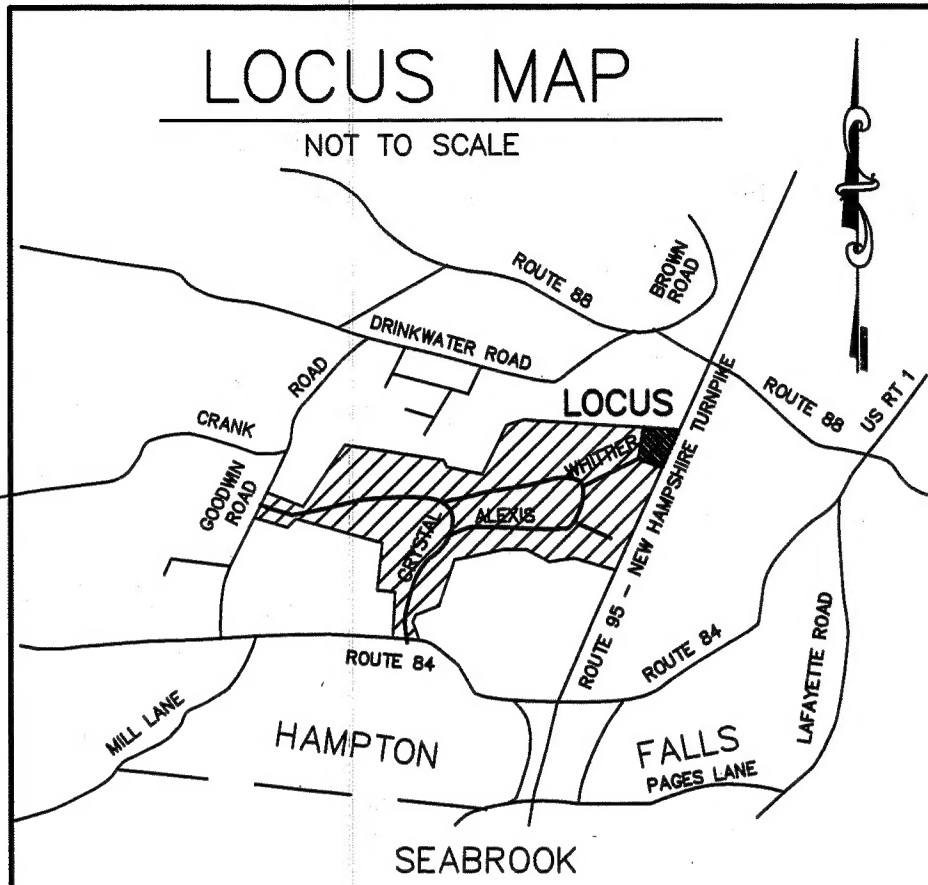 LOCUS MAP
NOT TO SCALE
ROUTE 88
BROWN
ROAD
DRINKWATER ROAD
ROAD
CRANK
LOCUS
ROUTE 88
US RT 1
WHITTIER
GOODWIN
ROAD
ALEXIS
CRYSTAL
ROUTE 95 - NEW HAMPSHIRE TURNPIKE
ROUTE 84
ROUTE 84
LAFAYETTE ROAD
MILL LANE
HAMPTON
FALLS
PAGES LANE
SEABROOK